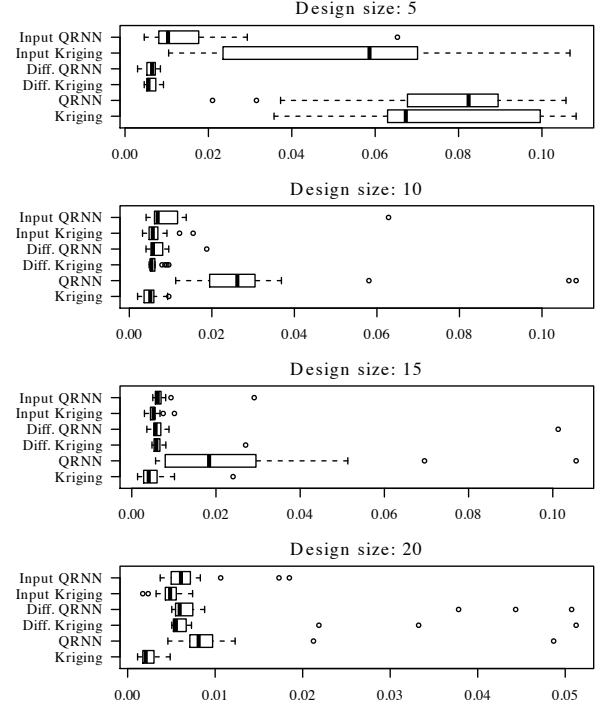 Design size: 5
Input QRNN
Input Kriging
Diff. QRNN
Diff. Kriging
QRNN
Kriging
0.00 0.02 0.04 0.06 0.08 0.10
Design size: 10
Input QRNN
Input Kriging
Diff. QRNN
Diff. Kriging
QRNN
Kriging
0.00 0.02 0.04 0.06 0.08 0.10
Design size: 15
Input QRNN
Input Kriging
Diff. QRNN
Diff. Kriging
QRNN
Kriging
0.00 0.02 0.04 0.06 0.08 0.10
Design size: 20
Input QRNN
Input Kriging
Diff. QRNN
Diff. Kriging
QRNN
Kriging
0.00 0.01 0.02 0.03 0.04 0.05